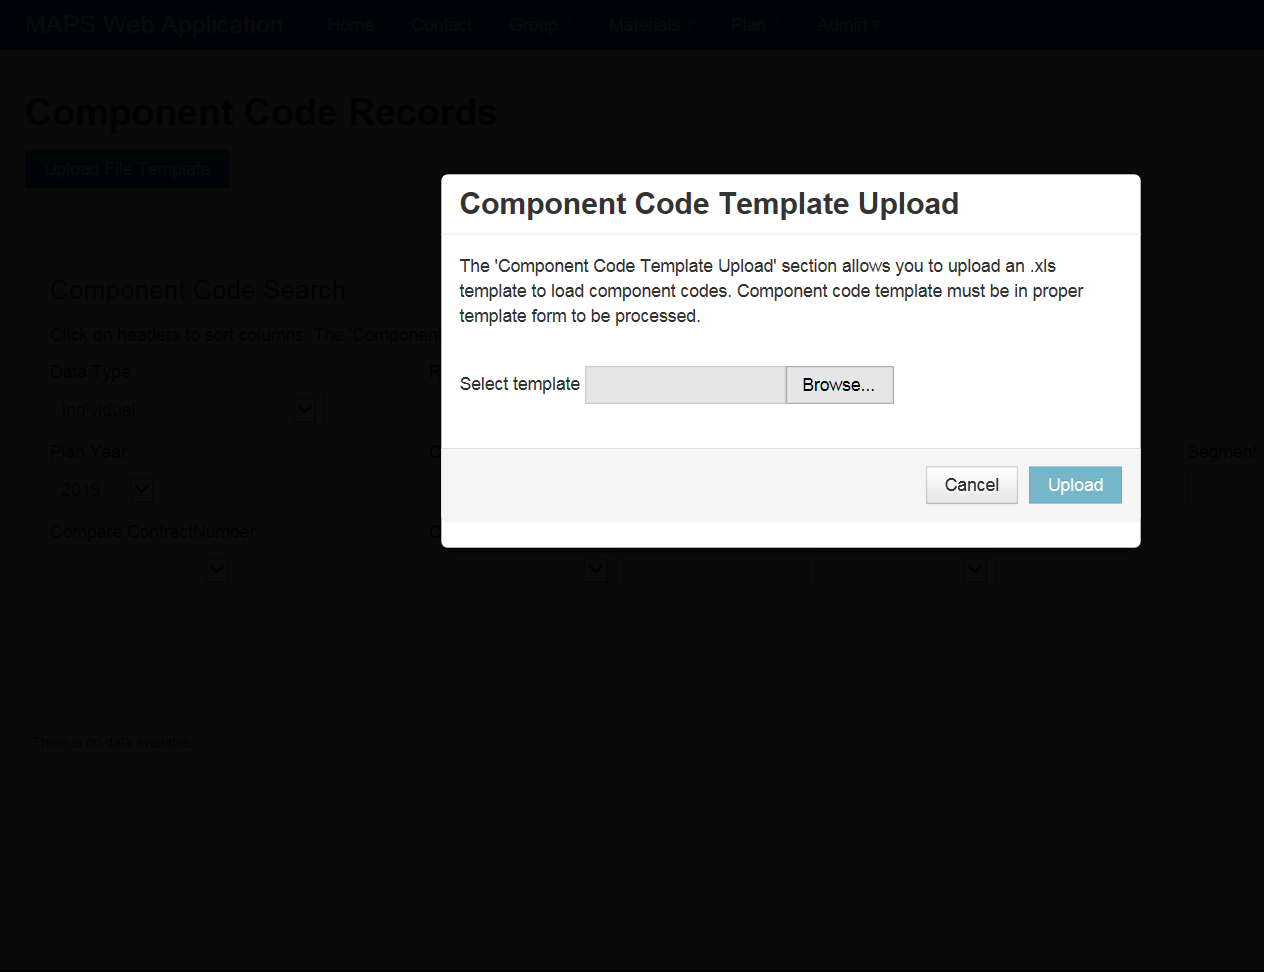 MAPS Web Application Home Contact Group Materials Plan Admin
Component Code Records
Upload File Template
Component Code Template Upload
The 'Component Code Template Upload' section allows you to upload an .xls
template to load component codes. Component code template must be in proper
template form to be processed.
Select template Browse...
Cancel Upload
Component Code Search
Click on headers to sort columns. The 'Component
Data Type
Individual
Plan Year
Segment
2019
Compare ContractNumber
There is no data available.